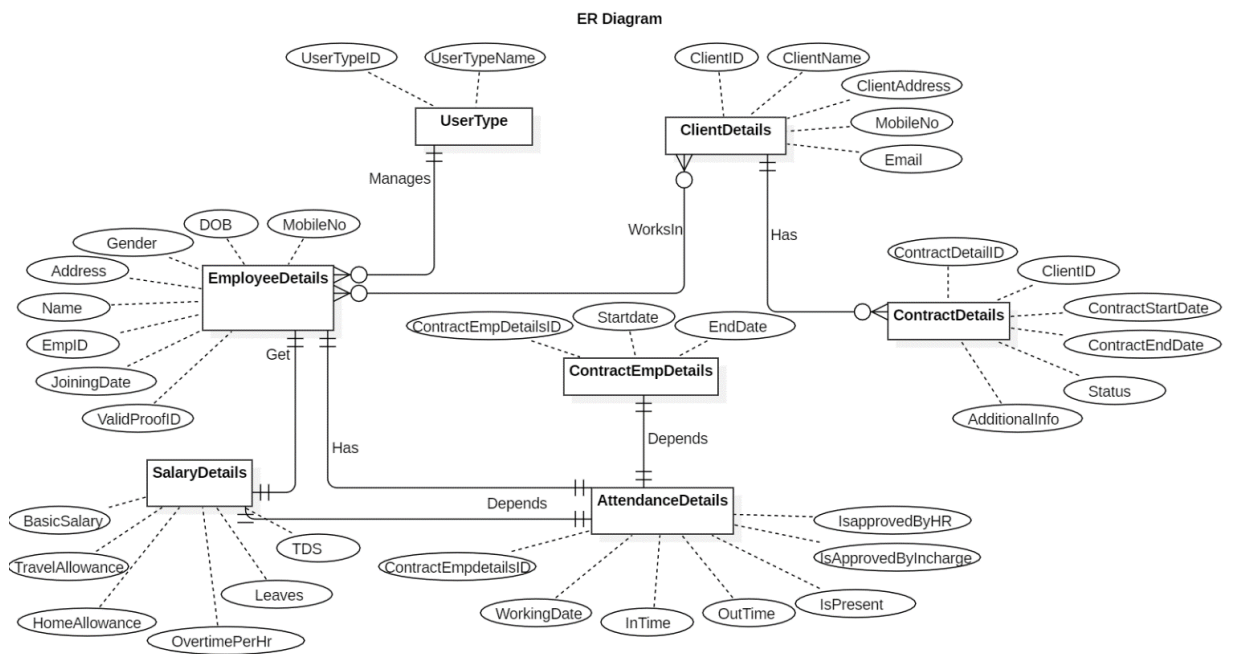 ER Diagram
UserTypeID
UserTypeName
ClientID
ClientName
ClientAddress
UserType
ClientDetails
MobileNo
Email
Manages
DOB
MobileNo
WorksIn
Has
Gender
ContractDetailID
Address
EmployeeDetails
ClientID
Name
ContractEmpDetailsID
Startdate
EndDate
ContractDetails
ContractStartDate
EmpID
Get
ContractEndDate
JoiningDate
ContractEmpDetails
Status
ValidProofID
AdditionalInfo
Has
Depends
SalaryDetails
AttendanceDetails
Depends
BasicSalary
IsapprovedByHR
TDS
TravelAllowance
ContractEmpdetailsID
IsApprovedByIncharge
Leaves
HomeAllowance
WorkingDate
InTime
OutTime
IsPresent
OvertimePerHr